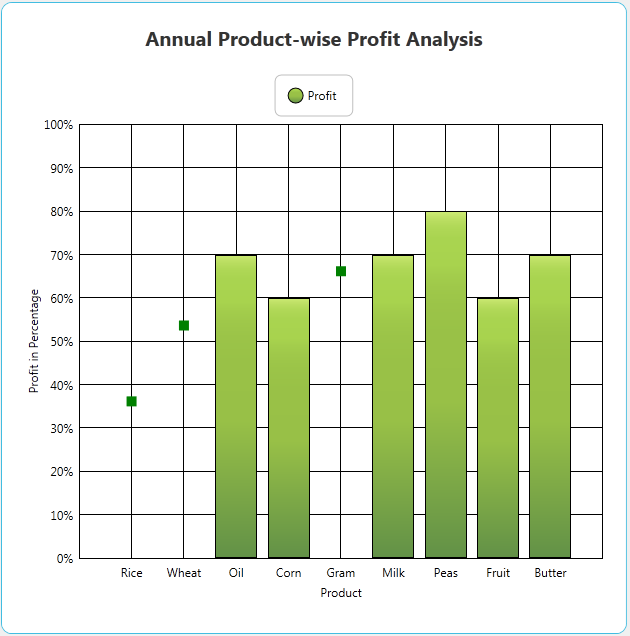 Annual Product-wise Profit Analysis
Profit
100%
90%
80%
70%
60%
50%
40%
30%
20%
10%
0%
Profit in Percentage
Rice Wheat Oil Corn Gram Milk Peas Fruit Butter
Product